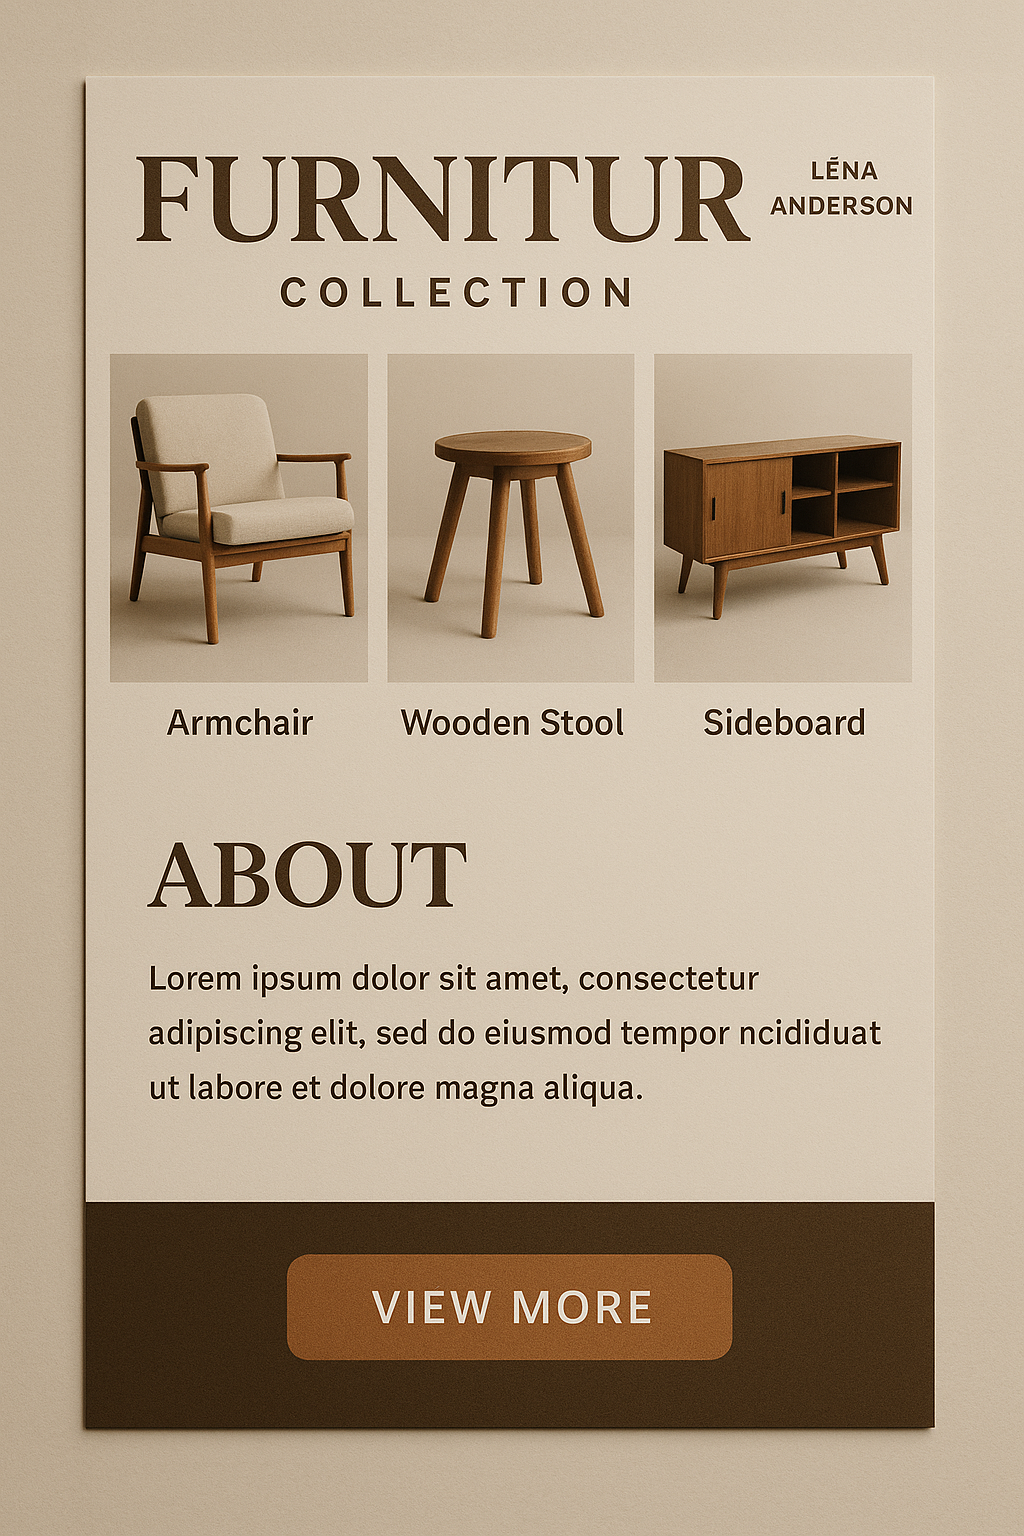 FURNITUR
LẼNA
ANDERSON
COLLECTION
Armchair
Wooden Stool
Sideboard
ABOUT
Lorem ipsum dolor sit amet, consectetur
adipiscing elit, sed do eiusmod tempor ncididuat
ut labore et dolore magna aliqua.
VIEW MORE